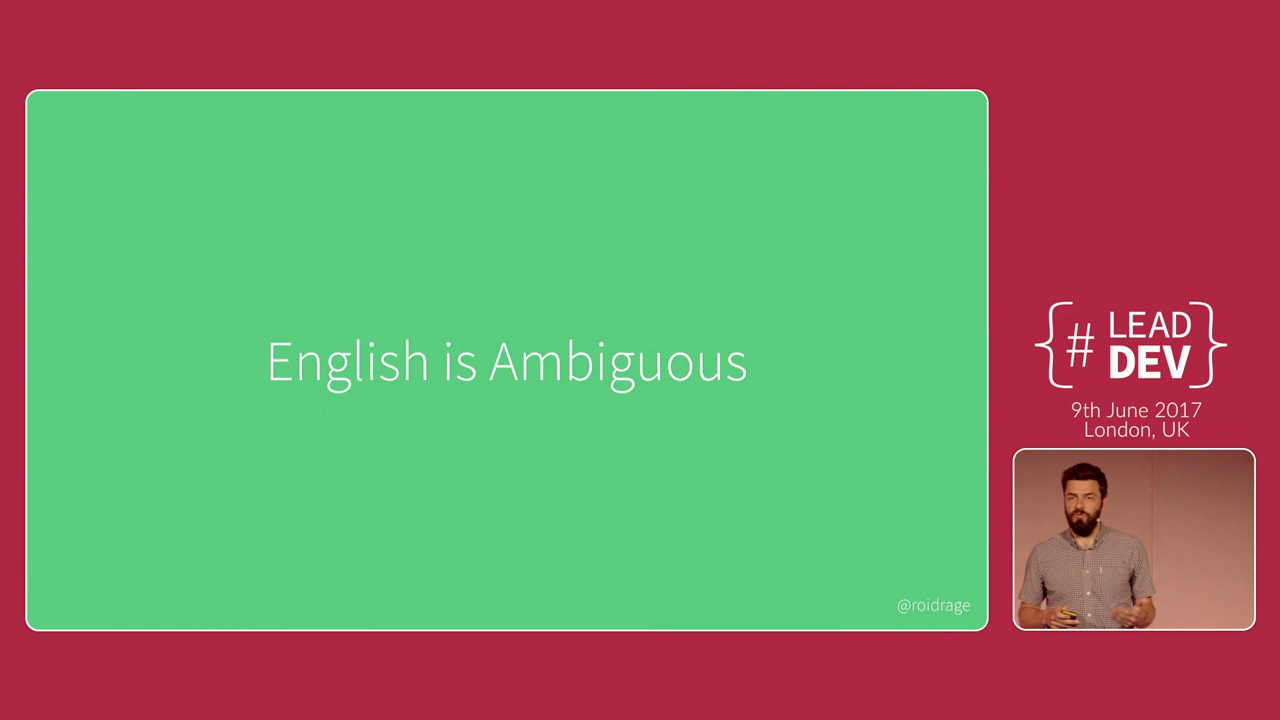 English is Ambiguous
@roidrage
{# LEAD
DEV}
9th June 2017
London, UK